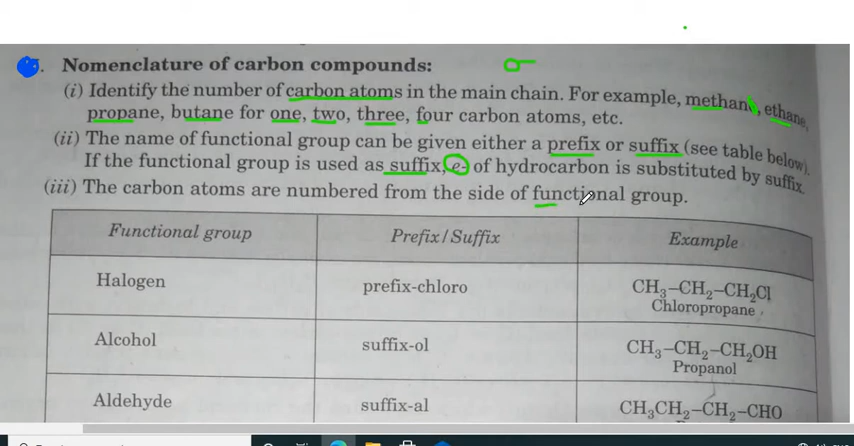 Nomenclature of carbon compounds:
(i) Identify the number of carbon atoms in the main chain. For example, methane, ethane,
propane, butane for one, two, three, four carbon atoms, etc.
(ii) The name of functional group can be given either a prefix or suffix (see table below).
If the functional group is used as suffix, e- of hydrocarbon is substituted by suffix.
(iii) The carbon atoms are numbered from the side of functional group.
Functional group Prefix/Suffix Example
Halogen prefix-chloro CH₃–CH₂–CH₂Cl
Chloropropane
Alcohol suffix-ol CH₃–CH₂–CH₂OH
Propanol
Aldehyde suffix-al CH₃CH₂–CH₂–CHO